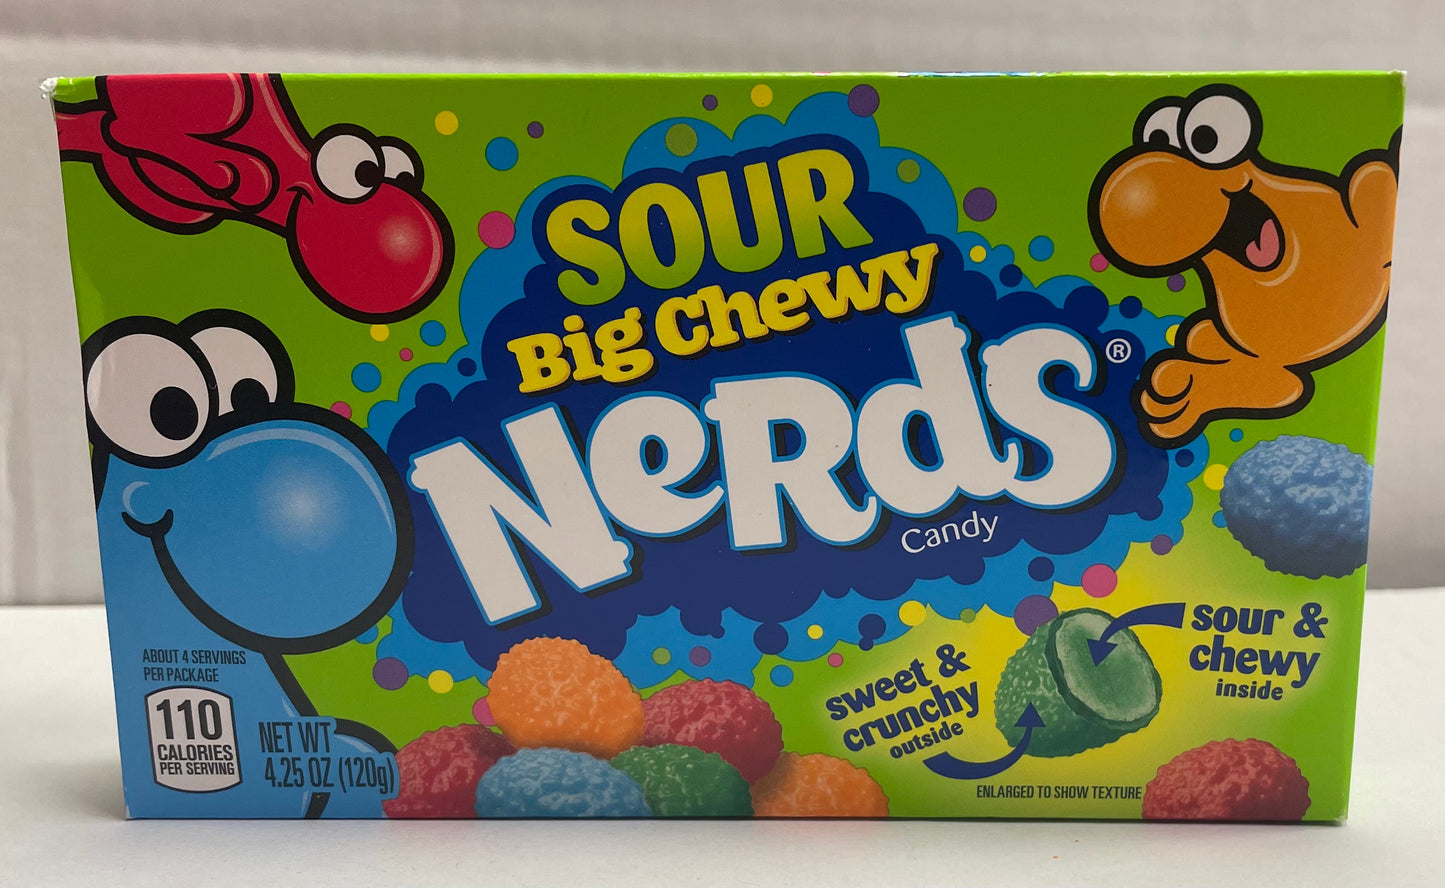 SOUR
Big Chewy
NeRdS®
Candy
sweet &
crunchy
outside
sour &
chewy
inside
ENLARGED TO SHOW TEXTURE
ABOUT 4 SERVINGS
PER PACKAGE
110
CALORIES
PER SERVING
NET WT
4.25 OZ (120g)